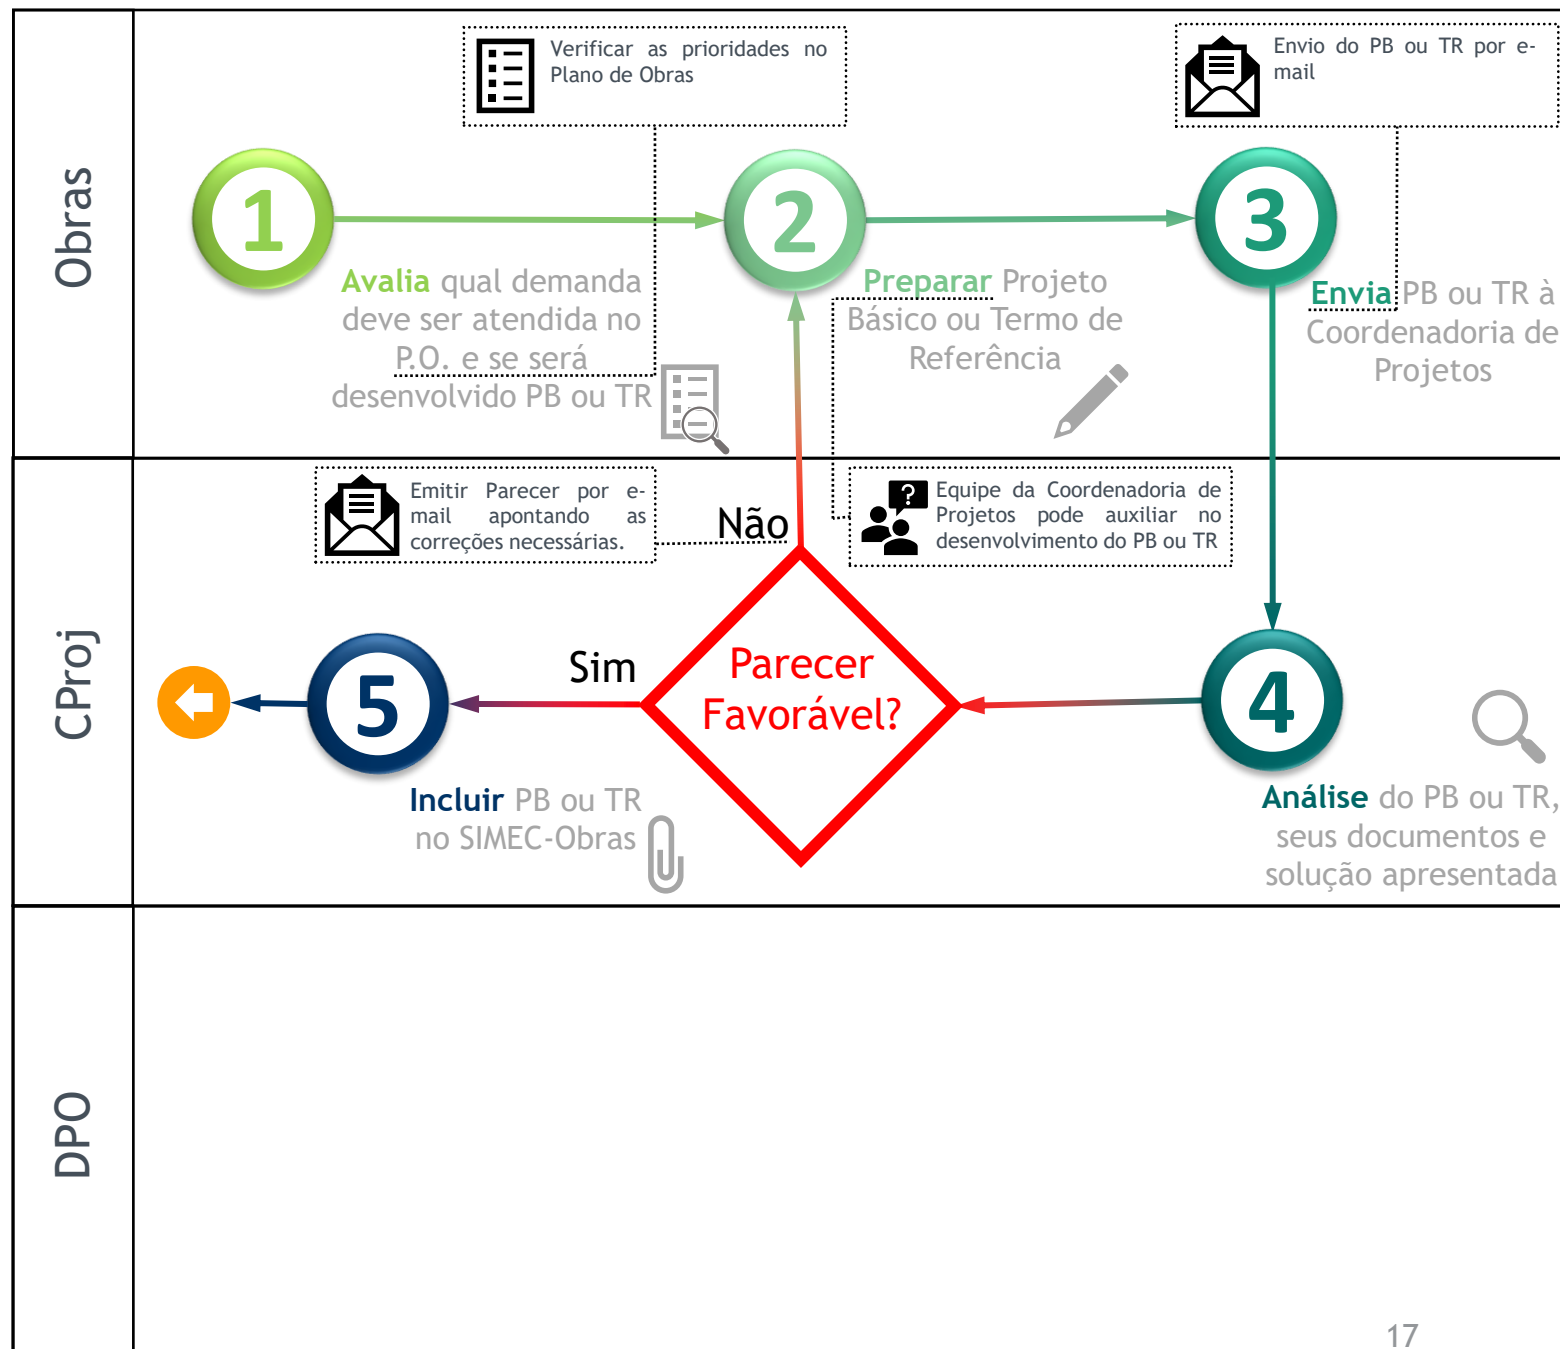 Obras
Verificar as prioridades no
Plano de Obras
Envio do PB ou TR por e-
mail
1
2
3
Avalia qual demanda
deve ser atendida no
P.O. e se será
desenvolvido PB ou TR
Preparar Projeto
Básico ou Termo de
Referência
Envia PB ou TR à
Coordenadoria de
Projetos
CProj
Emitir Parecer por e-
mail apontando as
correções necessárias.
Não
?
Equipe da Coordenadoria de
Projetos pode auxiliar no
desenvolvimento do PB ou TR
5
Sim
Parecer
Favorável?
4
Incluir PB ou TR
no SIMEC-Obras
Análise do PB ou TR,
seus documentos e
solução apresentada
DPO
17